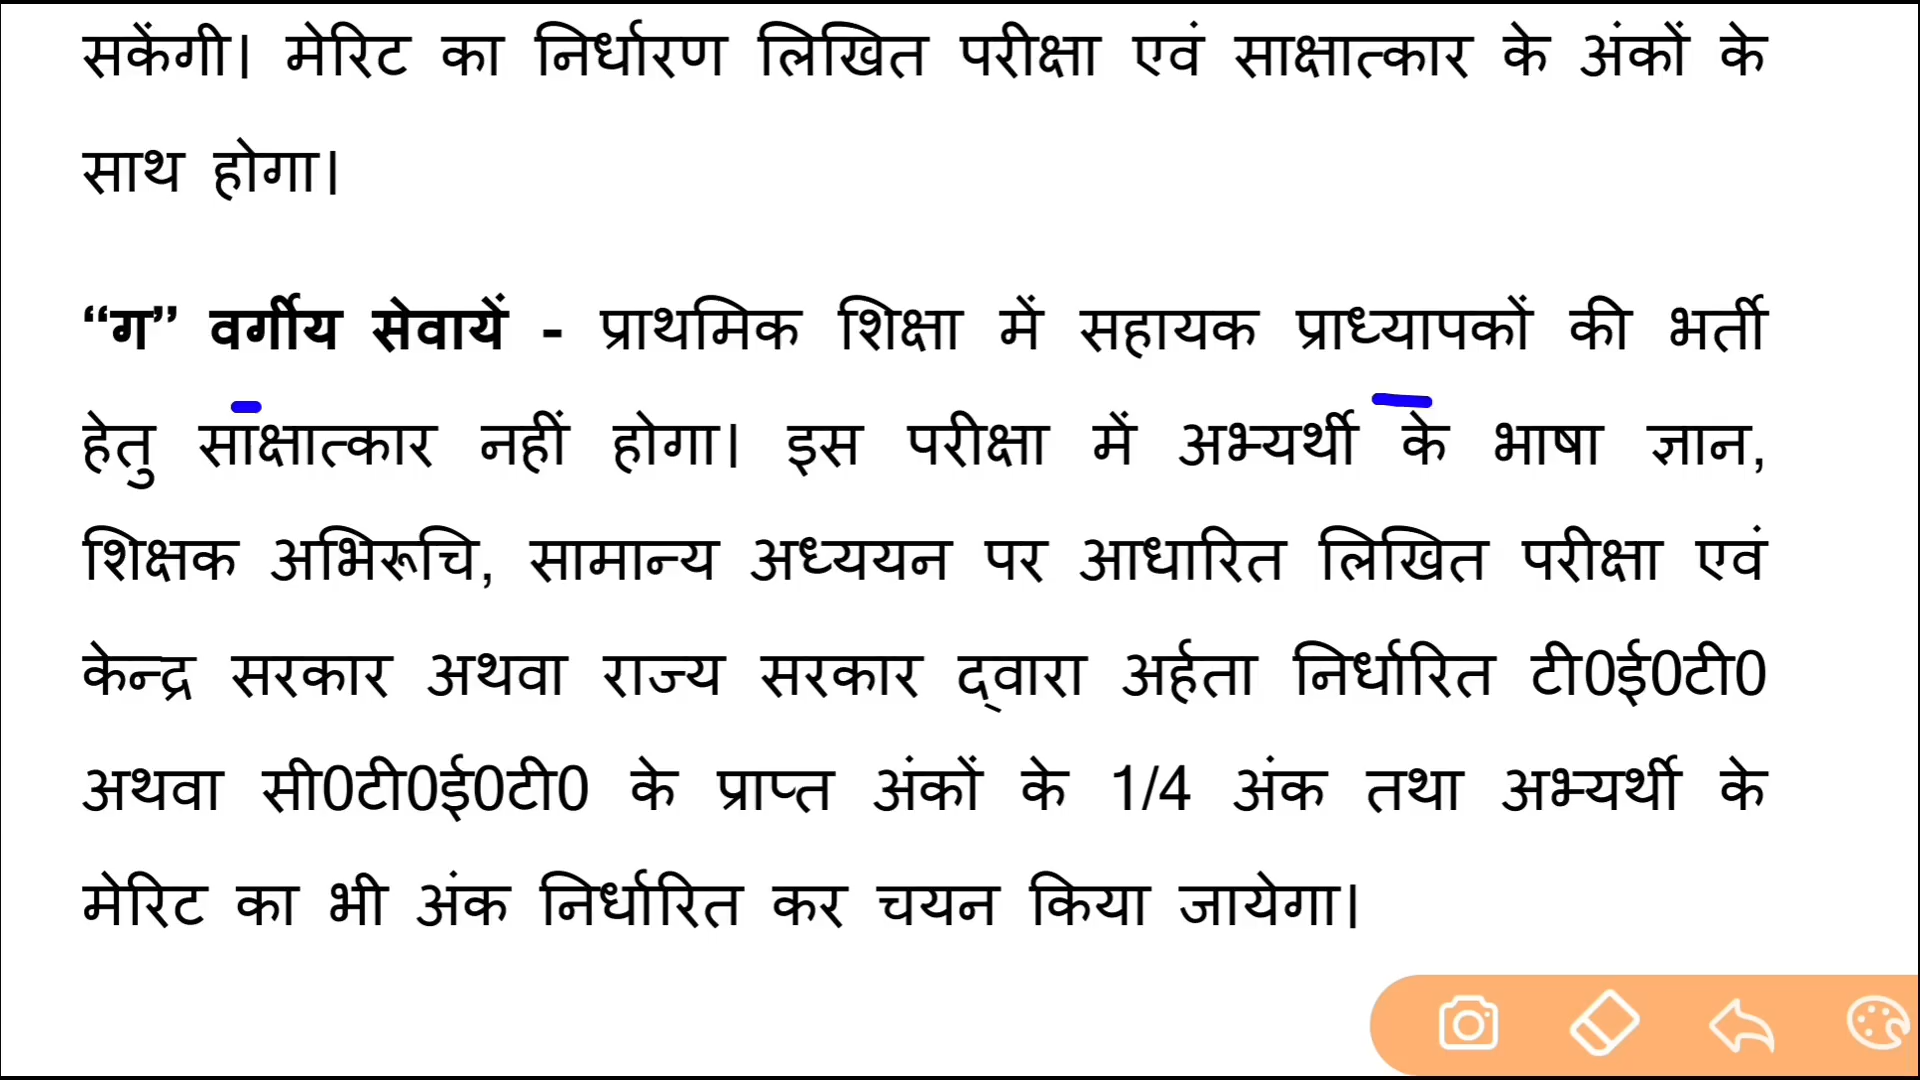 सकेंगी। मेरिट का निर्धारण लिखित परीक्षा एवं साक्षात्कार के अंकों के
साथ होगा।
“ग” वर्गीय सेवायें - प्राथमिक शिक्षा में सहायक प्राध्यापकों की भर्ती
हेतु साक्षात्कार नहीं होगा। इस परीक्षा में अभ्यर्थी के भाषा ज्ञान,
शिक्षक अभिरूचि, सामान्य अध्ययन पर आधारित लिखित परीक्षा एवं
केन्द्र सरकार अथवा राज्य सरकार द्वारा अर्हता निर्धारित टी0ई0टी0
अथवा सी0टी0ई0टी0 के प्राप्त अंकों के 1/4 अंक तथा अभ्यर्थी के
मेरिट का भी अंक निर्धारित कर चयन किया जायेगा।